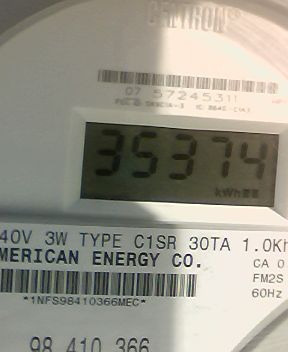 CENTRON®
07 57245311
35374
kWh
40V 3W TYPE C1SR 30TA 1.0Kh
MERICAN ENERGY CO.
CA 0
FM2S
60Hz
*1NFS98410366MEC*
98 410 366